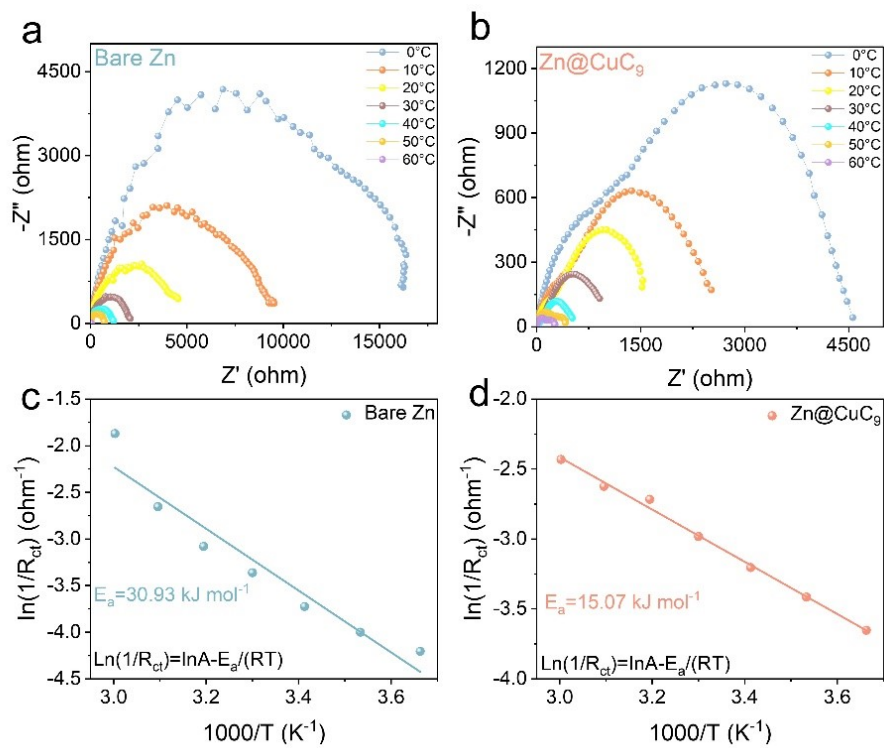 a
Bare Zn
4500
3000
1500
0
-Z" (ohm)
0 5000 10000 15000
Z' (ohm)
0°C
10°C
20°C
30°C
40°C
50°C
60°C
b
Zn@CuC₉
1200
900
600
300
0
-Z" (ohm)
0 1500 3000 4500
Z' (ohm)
0°C
10°C
20°C
30°C
40°C
50°C
60°C
c
Bare Zn
-1.5
-2.0
-2.5
-3.0
-3.5
-4.0
-4.5
ln(1/Rct) (ohm⁻¹)
Eₐ=30.93 kJ mol⁻¹
Ln(1/Rct)=lnA-Eₐ/(RT)
3.0 3.2 3.4 3.6
1000/T (K⁻¹)
d
Zn@CuC₉
-2.0
-2.5
-3.0
-3.5
-4.0
ln(1/Rct) (ohm⁻¹)
Eₐ=15.07 kJ mol⁻¹
Ln(1/Rct)=lnA-Eₐ/(RT)
3.0 3.2 3.4 3.6
1000/T (K⁻¹)